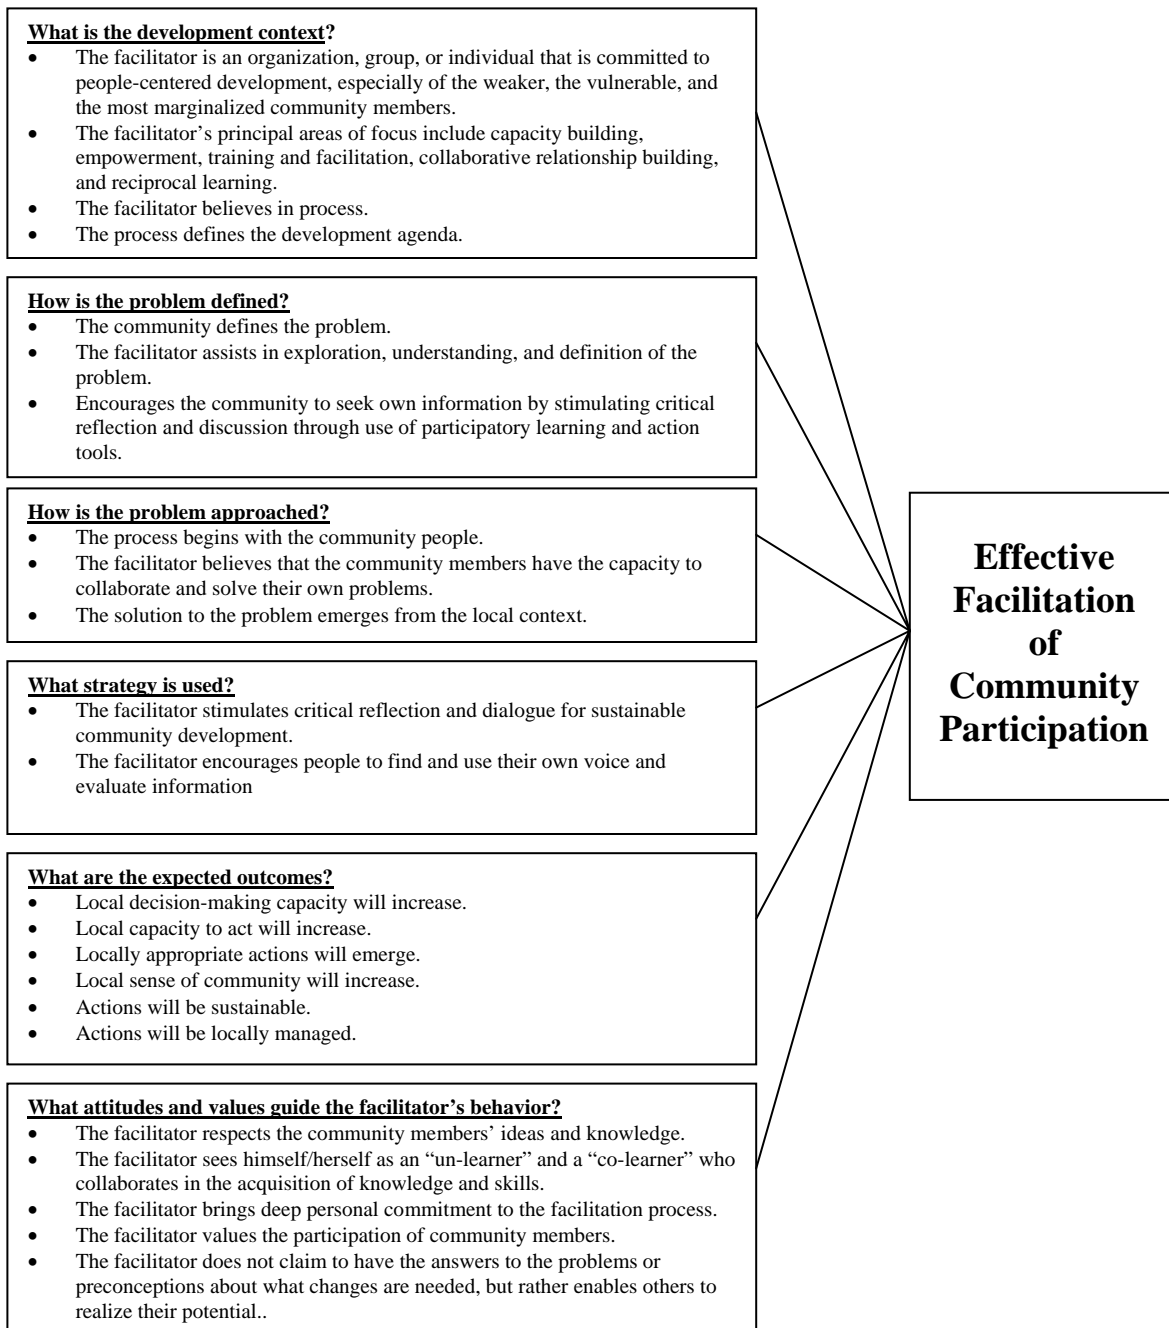 What is the development context?
• The facilitator is an organization, group, or individual that is committed to
people-centered development, especially of the weaker, the vulnerable, and
the most marginalized community members.
• The facilitator’s principal areas of focus include capacity building,
empowerment, training and facilitation, collaborative relationship building,
and reciprocal learning.
• The facilitator believes in process.
• The process defines the development agenda.
How is the problem defined?
• The community defines the problem.
• The facilitator assists in exploration, understanding, and definition of the
problem.
• Encourages the community to seek own information by stimulating critical
reflection and discussion through use of participatory learning and action
tools.
How is the problem approached?
• The process begins with the community people.
• The facilitator believes that the community members have the capacity to
collaborate and solve their own problems.
• The solution to the problem emerges from the local context.
What strategy is used?
• The facilitator stimulates critical reflection and dialogue for sustainable
community development.
• The facilitator encourages people to find and use their own voice and
evaluate information
What are the expected outcomes?
• Local decision-making capacity will increase.
• Local capacity to act will increase.
• Locally appropriate actions will emerge.
• Local sense of community will increase.
• Actions will be sustainable.
• Actions will be locally managed.
What attitudes and values guide the facilitator’s behavior?
• The facilitator respects the community members’ ideas and knowledge.
• The facilitator sees himself/herself as an “un-learner” and a “co-learner” who
collaborates in the acquisition of knowledge and skills.
• The facilitator brings deep personal commitment to the facilitation process.
• The facilitator values the participation of community members.
• The facilitator does not claim to have the answers to the problems or
preconceptions about what changes are needed, but rather enables others to
realize their potential..
Effective
Facilitation
of
Community
Participation